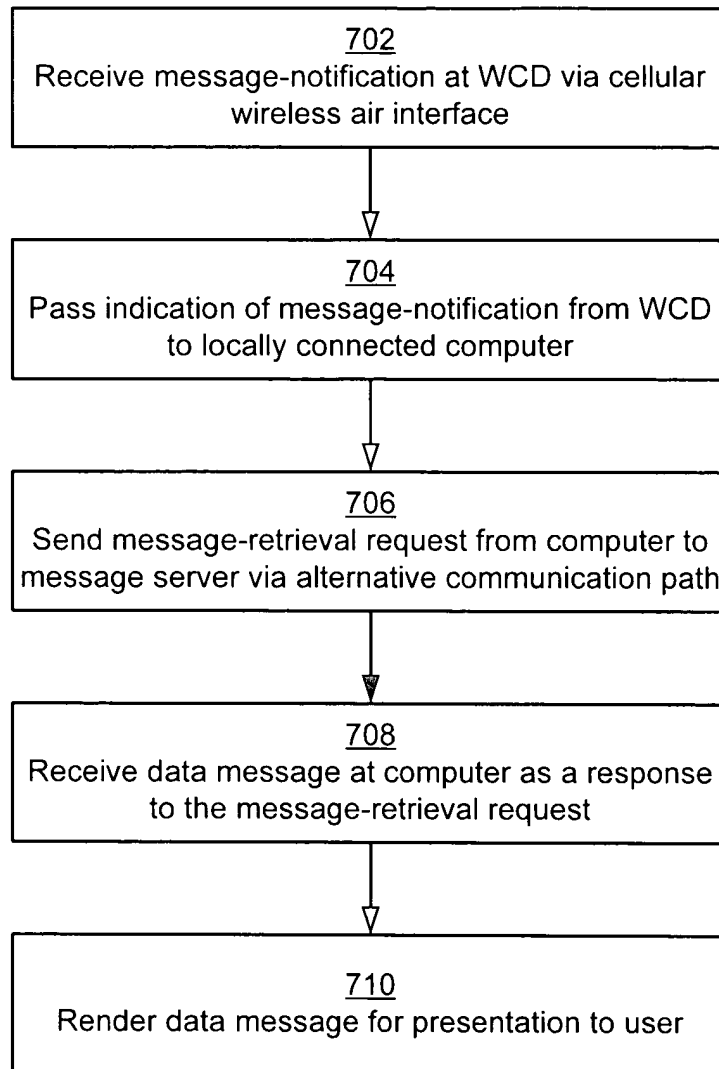 702
Receive message-notification at WCD via cellular
wireless air interface
704
Pass indication of message-notification from WCD
to locally connected computer
706
Send message-retrieval request from computer to
message server via alternative communication path
708
Receive data message at computer as a response
to the message-retrieval request
710
Render data message for presentation to user